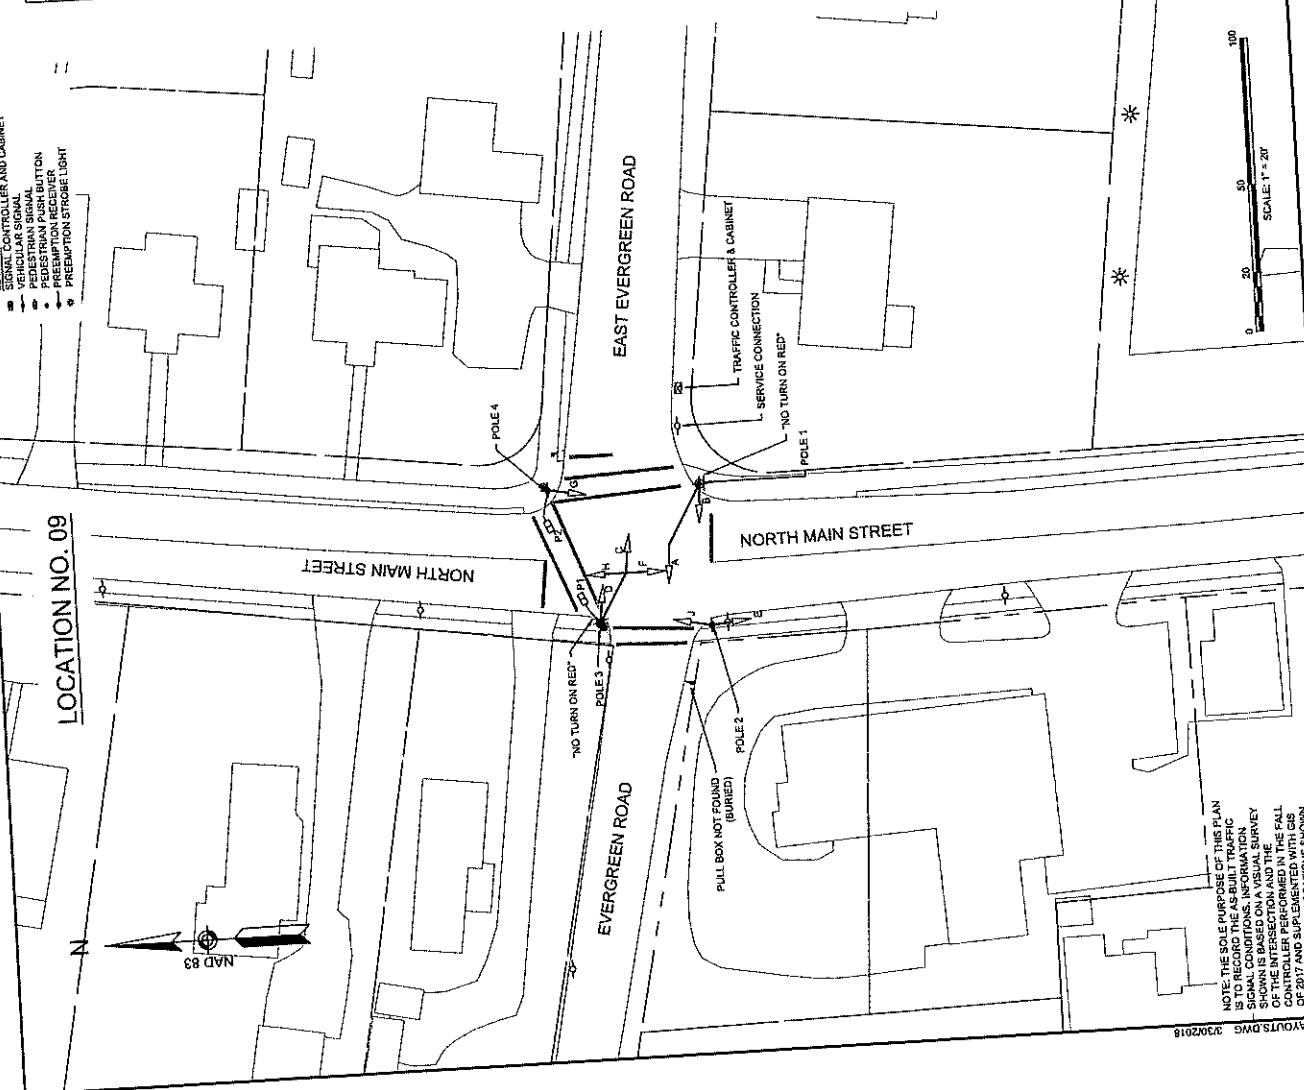 LOCATION NO. 09
SIGNAL CONTROLLER AND CABINET
VEHICULAR SIGNAL
PEDESTRIAN SIGNAL
PEDESTRIAN PUSH BUTTON
PREEMPTION RECEIVER
PREEMPTION STROBE LIGHT
N
NAD 83
NORTH MAIN STREET
NORTH MAIN STREET
EAST EVERGREEN ROAD
EVERGREEN ROAD
POLE 4
G
P2
P1
H
D
C
F
A
B
J
E
TRAFFIC CONTROLLER & CABINET
SERVICE CONNECTION
"NO TURN ON RED"
POLE 1
"NO TURN ON RED"
POLE 3
POLE 2
PULL BOX NOT FOUND
(BURIED)
0 20 50 100
SCALE: 1" = 20'
NOTE: THE SOLE PURPOSE OF THIS PLAN
IS TO RECORD THE AS-BUILT TRAFFIC
SIGNAL CONDITIONS. INFORMATION
SHOWN IS BASED ON A VISUAL SURVEY
OF THE INTERSECTION AND THE
CONTROLLER PERFORMED IN THE FALL
OF 2017 AND SUPLEMENTED WITH GIS
AYOUTS.DWG 3/30/2018